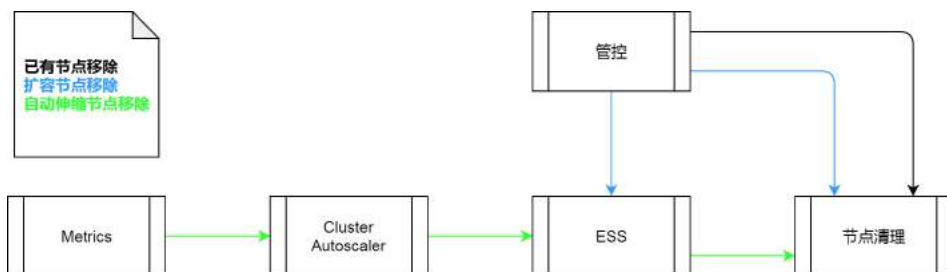 已有节点移除
扩容节点移除
自动伸缩节点移除
管控
Metrics
Cluster
Autoscaler
ESS
节点清理